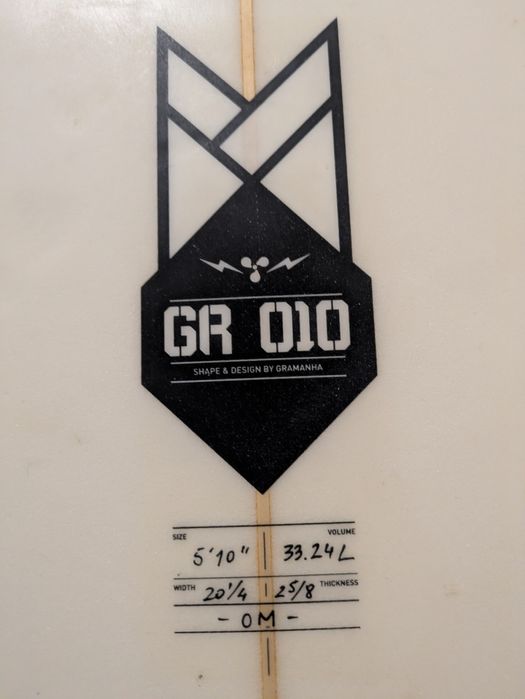 GR 010
SHAPE & DESIGN BY GRAMANHA
SIZE VOLUME
5'10" 33.24L
WIDTH 20 1/4 2 5/8 THICKNESS
- OM -